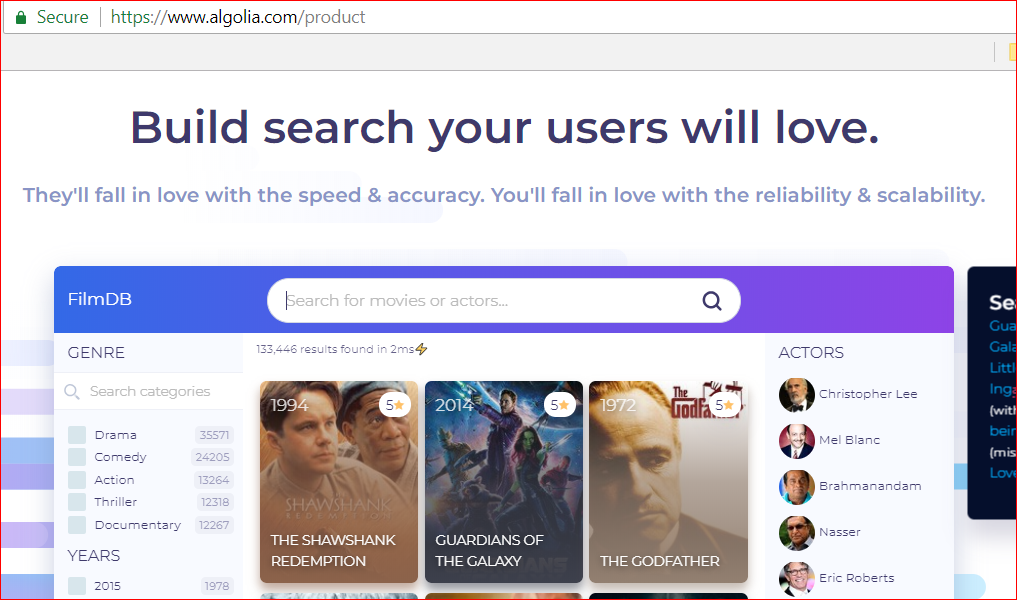 Secure https://www.algolia.com/product
Build search your users will love.
They'll fall in love with the speed & accuracy. You'll fall in love with the reliability & scalability.
FilmDB
Search for movies or actors...
GENRE
Search categories
Drama 35571
Comedy 24205
Action 13264
Thriller 12318
Documentary 12267
YEARS
2015 1978
133,446 results found in 2ms
1994 5
SHAWSHANK
REDEMPTION
THE SHAWSHANK
REDEMPTION
2014 5
GUARDIANS OF
THE GALAXY
1972 5
THE GODFATHER
ACTORS
Christopher Lee
Mel Blanc
Brahmanandam
Nasser
Eric Roberts
Sea
Gua
Gala
Littl
Inga
(with
bein
(mis
Love